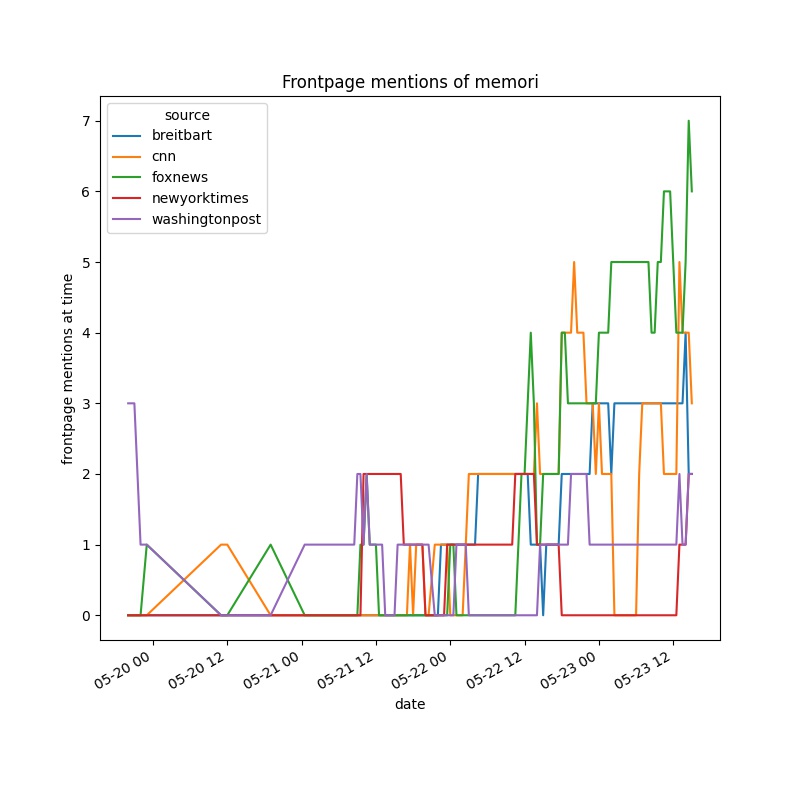 Frontpage mentions of memori
source
breitbart
cnn
foxnews
newyorktimes
washingtonpost
frontpage mentions at time
7
6
5
4
3
2
1
0
05-20 00
05-20 12
05-21 00
05-21 12
05-22 00
05-22 12
05-23 00
05-23 12
date